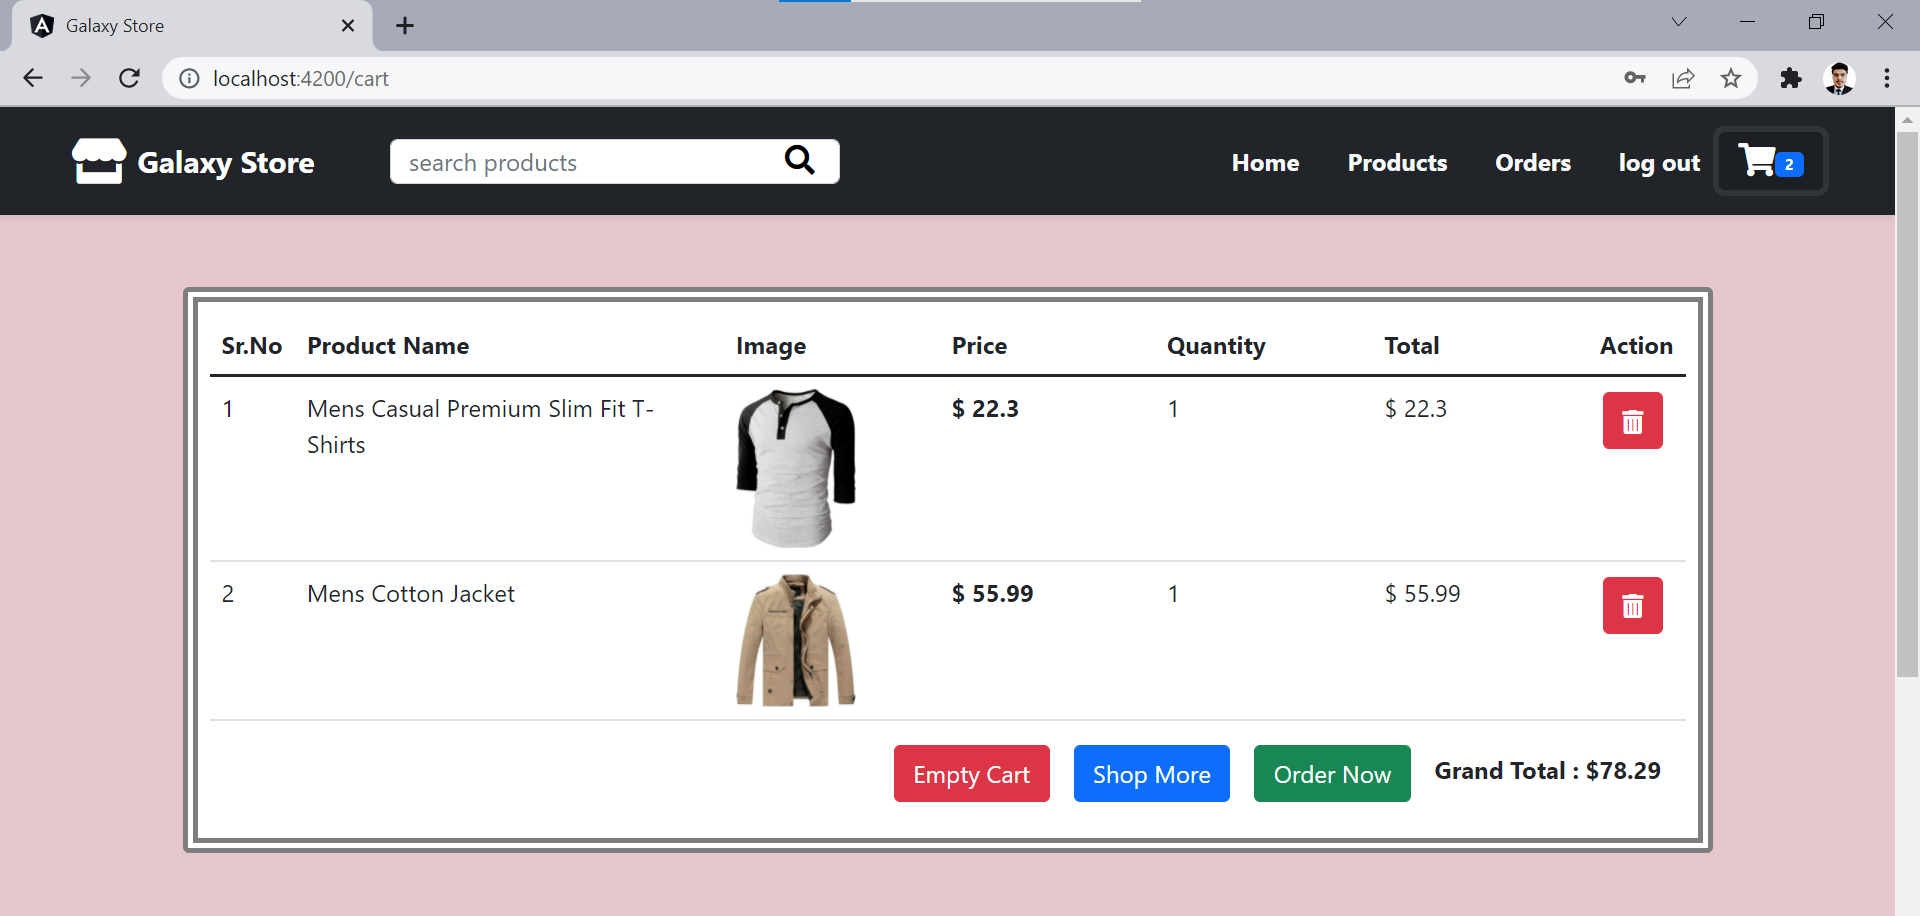 Galaxy Store
localhost:4200/cart
Galaxy Store
search products
Home Products Orders log out 2
Sr.No Product Name Image Price Quantity Total Action
1 Mens Casual Premium Slim Fit T- $ 22.3 1 $ 22.3
Shirts
2 Mens Cotton Jacket $ 55.99 1 $ 55.99
Empty Cart Shop More Order Now Grand Total : $78.29